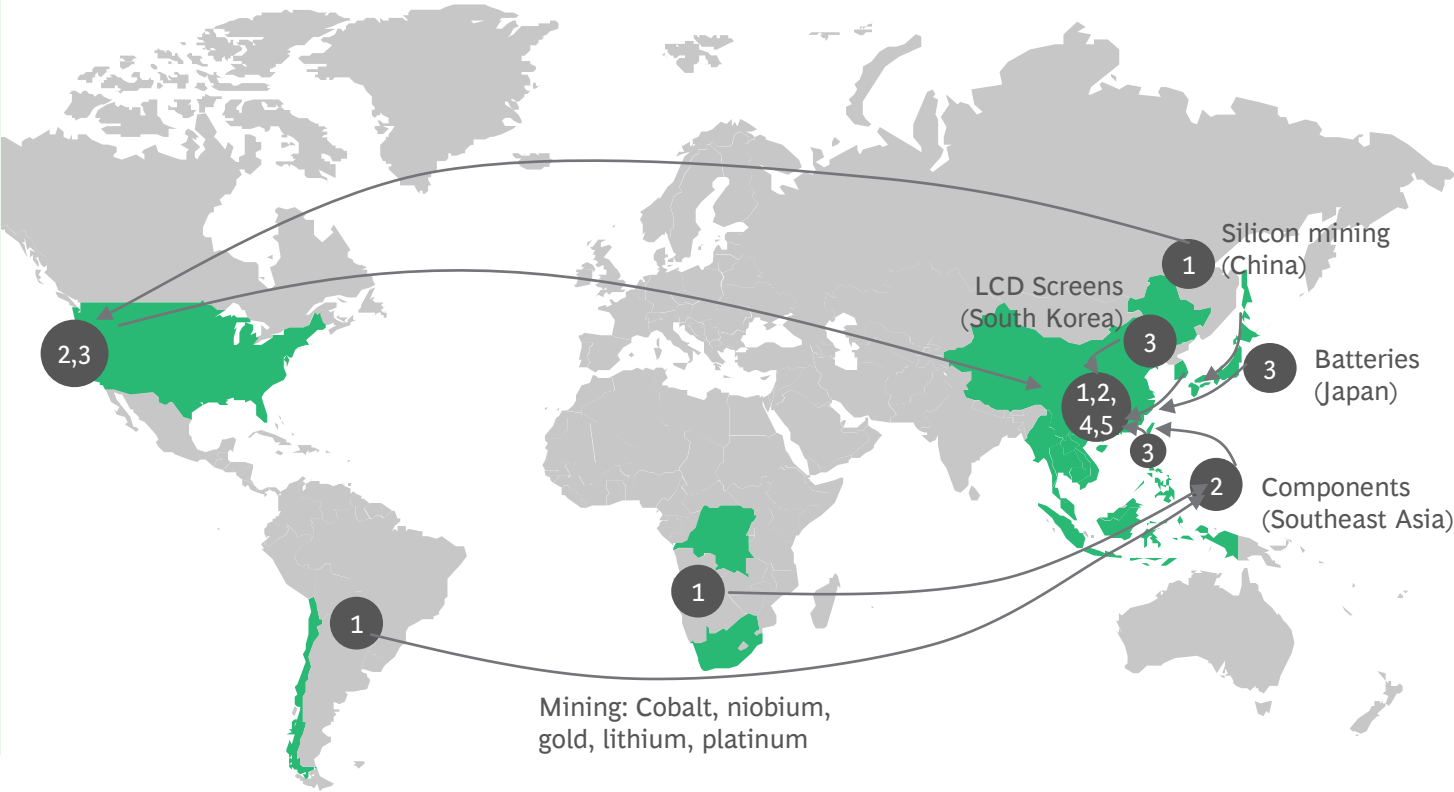 Silicon mining
(China)
1
LCD Screens
(South Korea)
3
2,3
Batteries
(Japan)
3
1,2,
4,5
3
2
Components
(Southeast Asia)
1
1
Mining: Cobalt, niobium,
gold, lithium, platinum